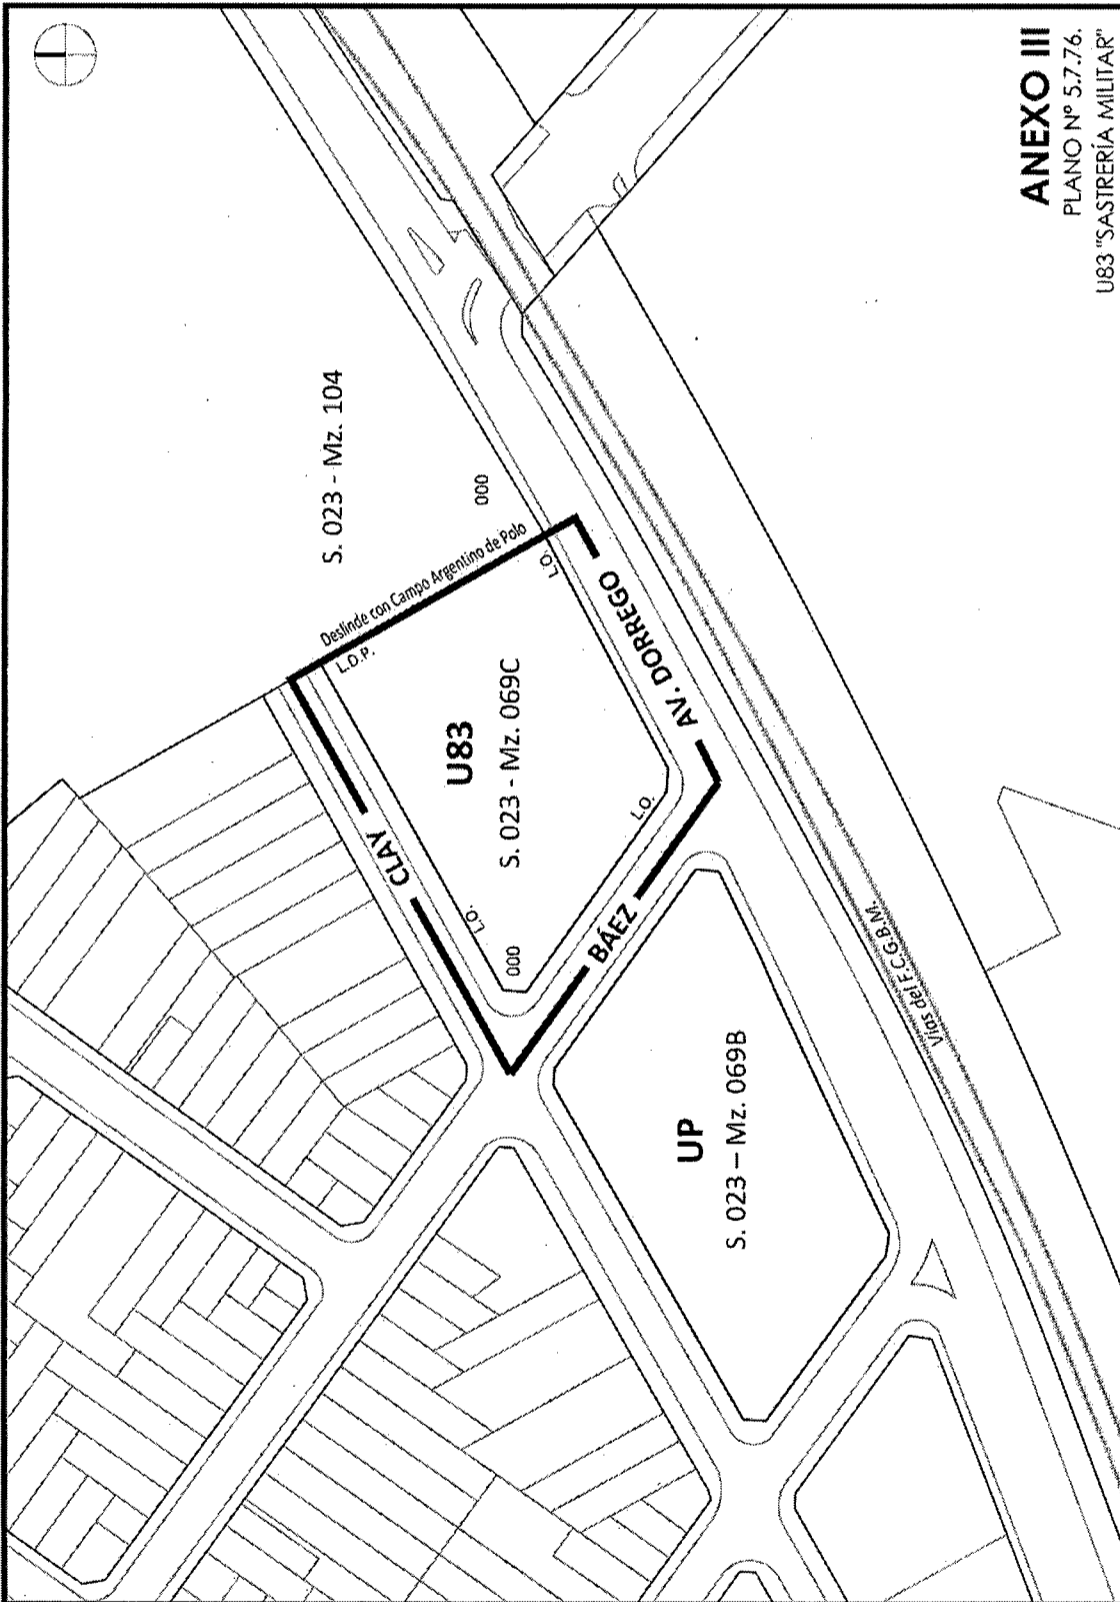 ANEXO III
PLANO Nº 5.7.76.
U83 "SASTRERÍA MILITAR"
S. 023 - Mz. 104
000
Deslinde con Campo Argentino de Polo
L.D.P.
L.O.
U83
S. 023 - Mz. 069C
CLAY
L.O.
000
L.O.
AV. DORREGO
BÁEZ
UP
S. 023 – Mz. 069B
Vías del F.C.G.B.M.